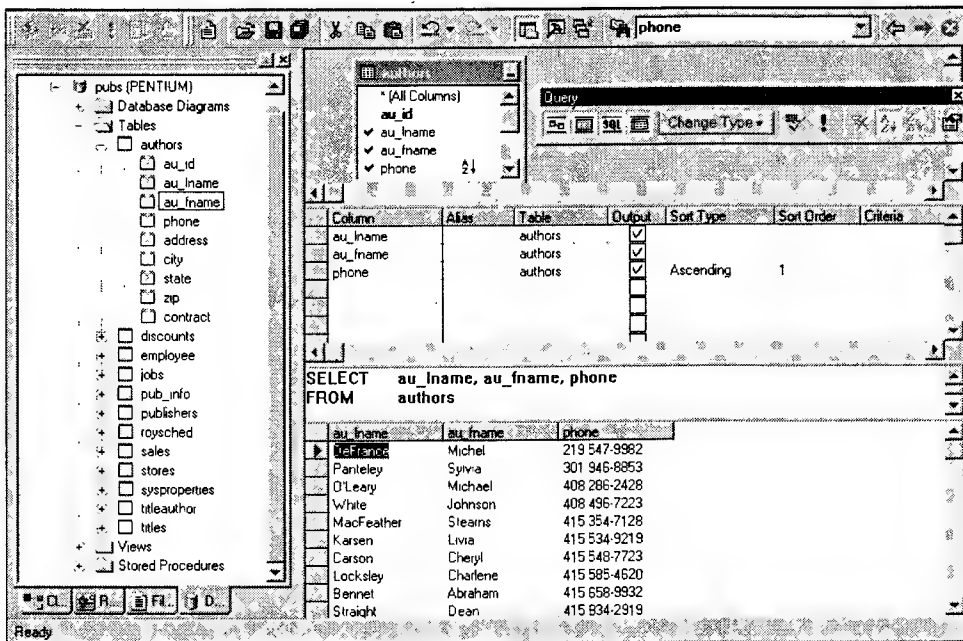 phone
pubs (PENTIUM)
Database Diagrams
Tables
authors
au_id
au_lname
au_fname
phone
address
city
state
zip
contract
discounts
employee
jobs
pub_info
publishers
roysched
sales
stores
sysproperties
titleauthor
titles
Views
Stored Procedures
D... R... Fil... D...
Ready
authors
* (All Columns)
au_id
au_lname
au_fname
phone
Query
SQL Change Type
Column Alias Table Output Sort Type Sort Order Criteria
au_lname authors
au_fname authors
phone authors Ascending 1
SELECT au_lname, au_fname, phone
FROM authors
au_lname au_fname phone
DeFrance Michel 219 547-9982
Panteley Sylvia 301 946-8853
O'Leary Michael 408 286-2428
White Johnson 408 496-7223
MacFeather Stearns 415 354-7128
Karsen Livia 415 534-9219
Carson Cheryl 415 548-7723
Locksley Charlene 415 585-4620
Bennet Abraham 415 658-9932
Straight Dean 415 834-2919